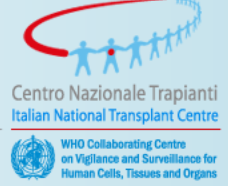 Centro Nazionale Trapianti
Italian National Transplant Centre
WHO Collaborating Centre
on Vigilance and Surveillance for
Human Cells, Tissues and Organs